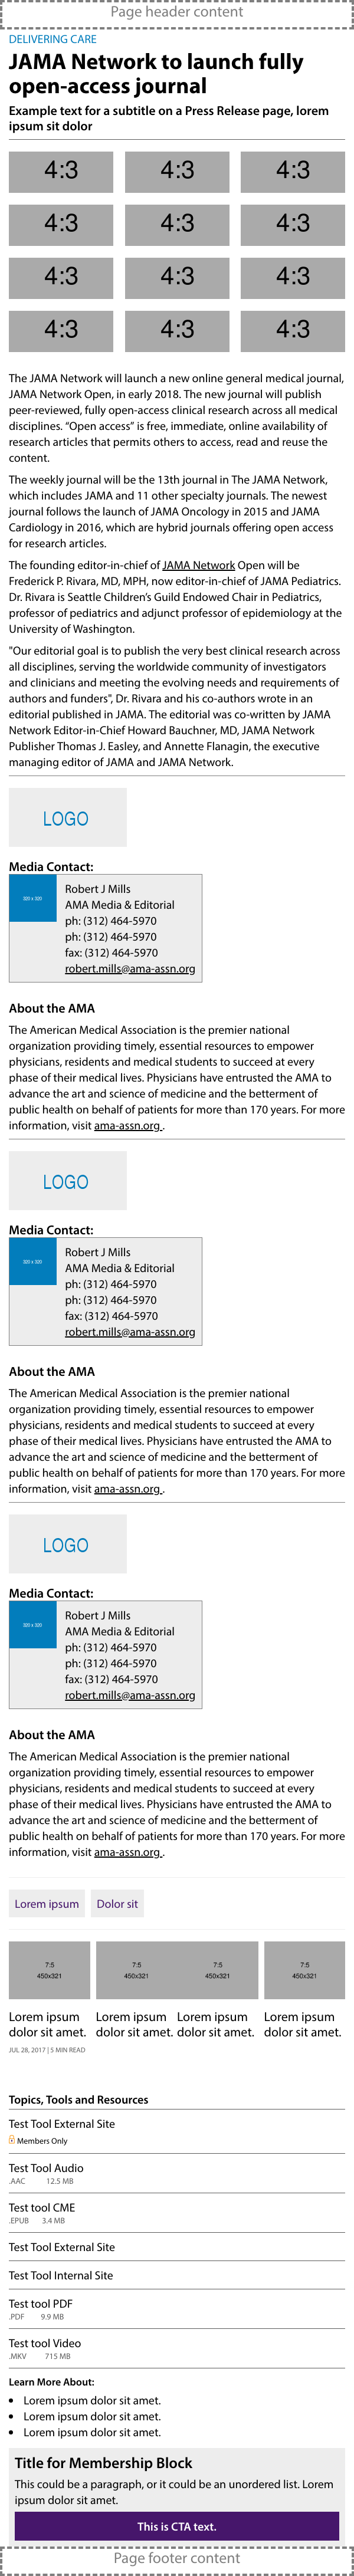 Page header content
DELIVERING CARE
JAMA Network to launch fully
open-access journal
Example text for a subtitle on a Press Release page, lorem
ipsum sit dolor
4:3 4:3 4:3
4:3 4:3 4:3
4:3 4:3 4:3
4:3 4:3 4:3
The JAMA Network will launch a new online general medical journal,
JAMA Network Open, in early 2018. The new journal will publish
peer-reviewed, fully open-access clinical research across all medical
disciplines. “Open access” is free, immediate, online availability of
research articles that permits others to access, read and reuse the
content.
The weekly journal will be the 13th journal in The JAMA Network,
which includes JAMA and 11 other specialty journals. The newest
journal follows the launch of JAMA Oncology in 2015 and JAMA
Cardiology in 2016, which are hybrid journals offering open access
for research articles.
The founding editor-in-chief of JAMA Network Open will be
Frederick P. Rivara, MD, MPH, now editor-in-chief of JAMA Pediatrics.
Dr. Rivara is Seattle Children’s Guild Endowed Chair in Pediatrics,
professor of pediatrics and adjunct professor of epidemiology at the
University of Washington.
"Our editorial goal is to publish the very best clinical research across
all disciplines, serving the worldwide community of investigators
and clinicians and meeting the evolving needs and requirements of
authors and funders", Dr. Rivara and his co-authors wrote in an
editorial published in JAMA. The editorial was co-written by JAMA
Network Editor-in-Chief Howard Bauchner, MD, JAMA Network
Publisher Thomas J. Easley, and Annette Flanagin, the executive
managing editor of JAMA and JAMA Network.
LOGO
Media Contact:
320 x 320
Robert J Mills
AMA Media & Editorial
ph: (312) 464-5970
ph: (312) 464-5970
fax: (312) 464-5970
robert.mills@ama-assn.org
About the AMA
The American Medical Association is the premier national
organization providing timely, essential resources to empower
physicians, residents and medical students to succeed at every
phase of their medical lives. Physicians have entrusted the AMA to
advance the art and science of medicine and the betterment of
public health on behalf of patients for more than 170 years. For more
information, visit ama-assn.org .
LOGO
Media Contact:
320 x 320
Robert J Mills
AMA Media & Editorial
ph: (312) 464-5970
ph: (312) 464-5970
fax: (312) 464-5970
robert.mills@ama-assn.org
About the AMA
The American Medical Association is the premier national
organization providing timely, essential resources to empower
physicians, residents and medical students to succeed at every
phase of their medical lives. Physicians have entrusted the AMA to
advance the art and science of medicine and the betterment of
public health on behalf of patients for more than 170 years. For more
information, visit ama-assn.org .
LOGO
Media Contact:
320 x 320
Robert J Mills
AMA Media & Editorial
ph: (312) 464-5970
ph: (312) 464-5970
fax: (312) 464-5970
robert.mills@ama-assn.org
About the AMA
The American Medical Association is the premier national
organization providing timely, essential resources to empower
physicians, residents and medical students to succeed at every
phase of their medical lives. Physicians have entrusted the AMA to
advance the art and science of medicine and the betterment of
public health on behalf of patients for more than 170 years. For more
information, visit ama-assn.org .
Lorem ipsum Dolor sit
7:5 7:5 7:5 7:5
450x321 450x321 450x321 450x321
Lorem ipsum Lorem ipsum Lorem ipsum Lorem ipsum
dolor sit amet. dolor sit amet. dolor sit amet. dolor sit amet.
JUL 28, 2017 | 5 MIN READ
Topics, Tools and Resources
Test Tool External Site
Members Only
Test Tool Audio
.AAC 12.5 MB
Test tool CME
.EPUB 3.4 MB
Test Tool External Site
Test Tool Internal Site
Test tool PDF
.PDF 9.9 MB
Test tool Video
.MKV 715 MB
Learn More About:
• Lorem ipsum dolor sit amet.
• Lorem ipsum dolor sit amet.
• Lorem ipsum dolor sit amet.
Title for Membership Block
This could be a paragraph, or it could be an unordered list. Lorem
ipsum dolor sit amet.
This is CTA text.
Page footer content